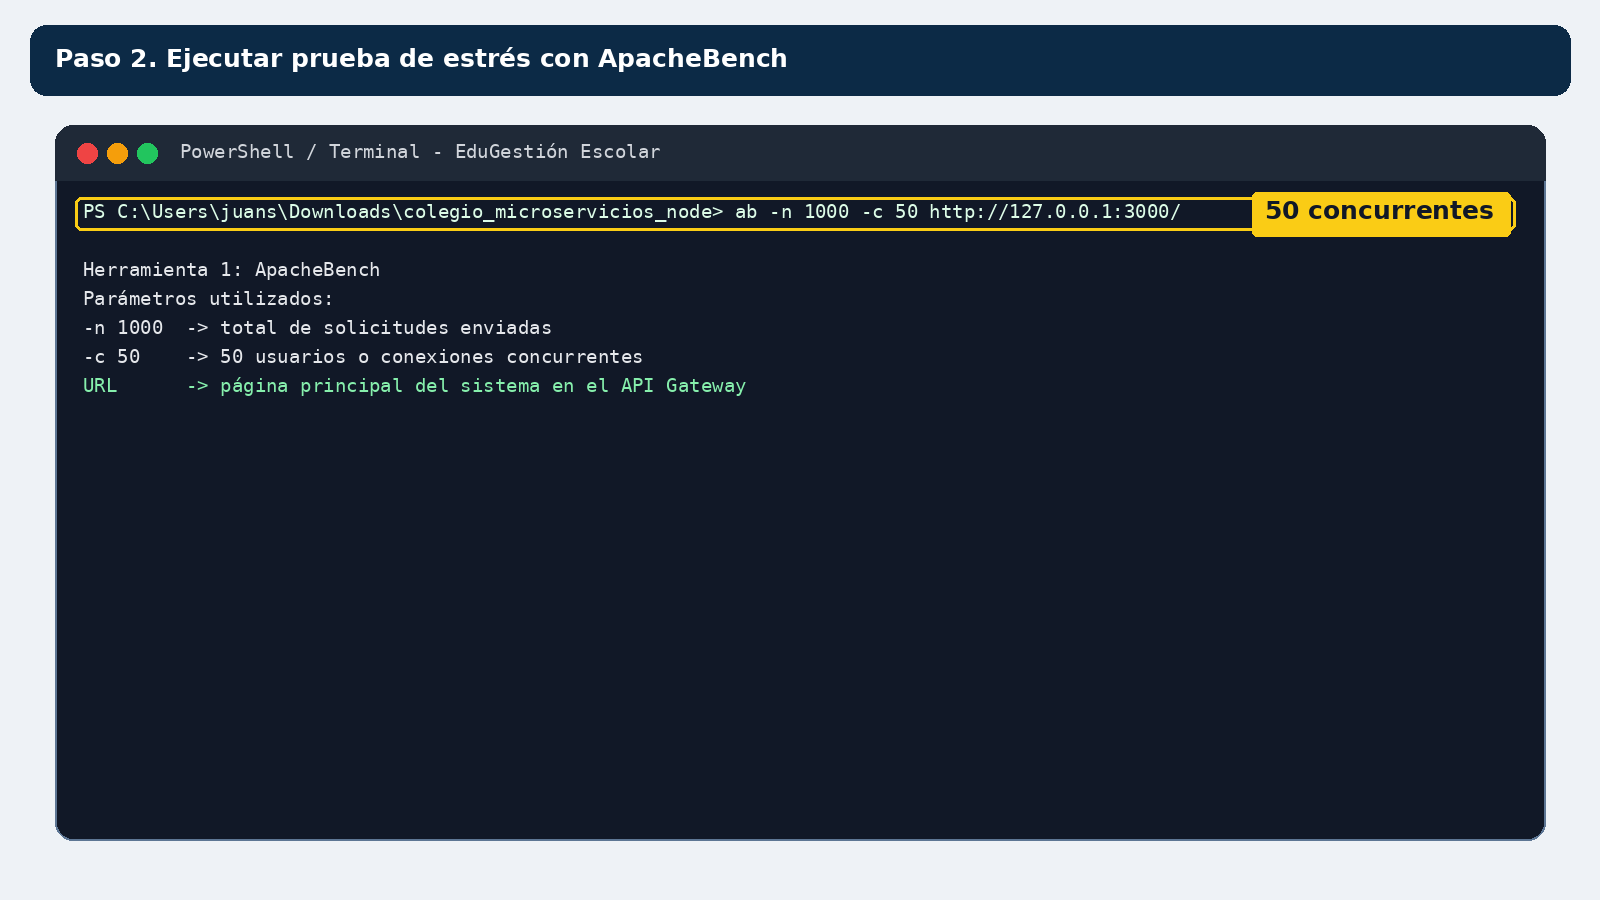 Paso 2. Ejecutar prueba de estrés con ApacheBench
PowerShell / Terminal - EduGestión Escolar
PS C:\Users\juans\Downloads\colegio_microservicios_node> ab -n 1000 -c 50 http://127.0.0.1:3000/
50 concurrentes
Herramienta 1: ApacheBench
Parámetros utilizados:
-n 1000  -> total de solicitudes enviadas
-c 50    -> 50 usuarios o conexiones concurrentes
URL      -> página principal del sistema en el API Gateway